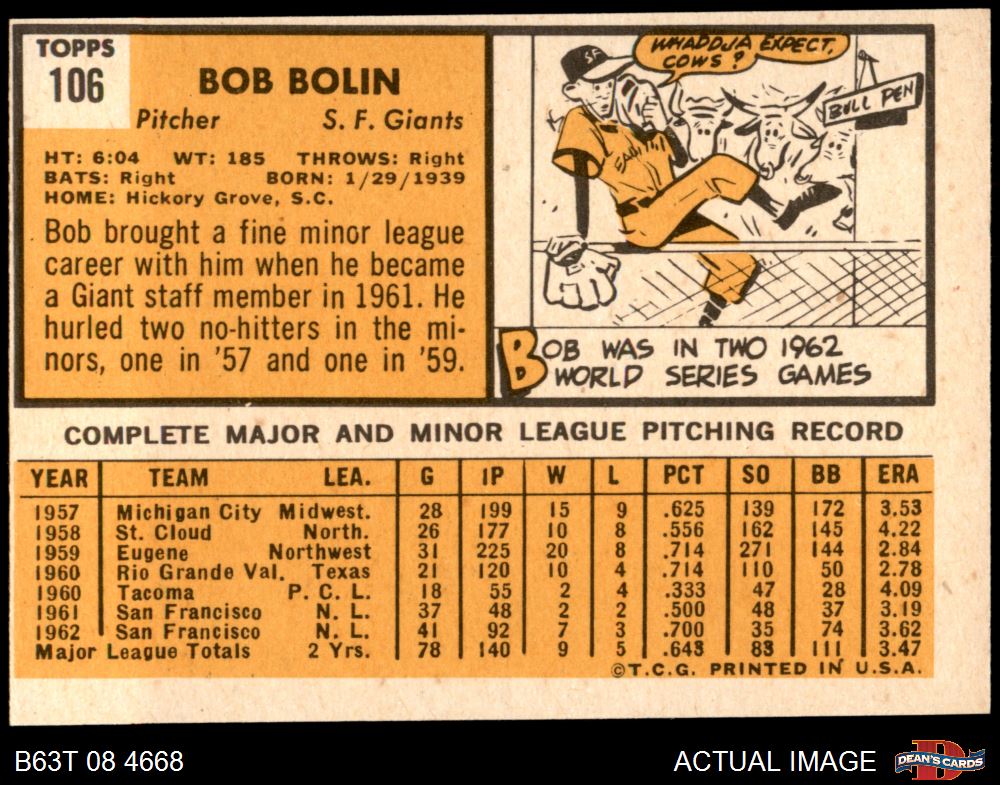 TOPPS
106
BOB BOLIN
Pitcher S. F. Giants
HT: 6:04 WT: 185 THROWS: Right
BATS: Right BORN: 1/29/1939
HOME: Hickory Grove, S.C.
Bob brought a fine minor league
career with him when he became
a Giant staff member in 1961. He
hurled two no-hitters in the mi-
nors, one in '57 and one in '59.
WHADDJA EXPECT,
COWS?
BULL PEN
SF
BOB WAS IN TWO 1962
WORLD SERIES GAMES
COMPLETE MAJOR AND MINOR LEAGUE PITCHING RECORD
YEAR TEAM LEA. G IP W L PCT SO BB ERA
1957 Michigan City Midwest. 28 199 15 9 .625 139 172 3.53
1958 St. Cloud North. 26 177 10 8 .556 162 145 4.22
1959 Eugene Northwest 31 225 20 8 .714 271 144 2.84
1960 Rio Grande Val. Texas 21 120 10 4 .714 110 50 2.78
1960 Tacoma P. C. L. 18 55 2 4 .333 47 28 4.09
1961 San Francisco N. L. 37 48 2 2 .500 48 37 3.19
1962 San Francisco N. L. 41 92 7 3 .700 35 74 3.62
Major League Totals 2 Yrs. 78 140 9 5 .643 83 111 3.47
©T.C.G. PRINTED IN U.S.A.
B63T 08 4668 ACTUAL IMAGE
D
DEAN'S CARDS